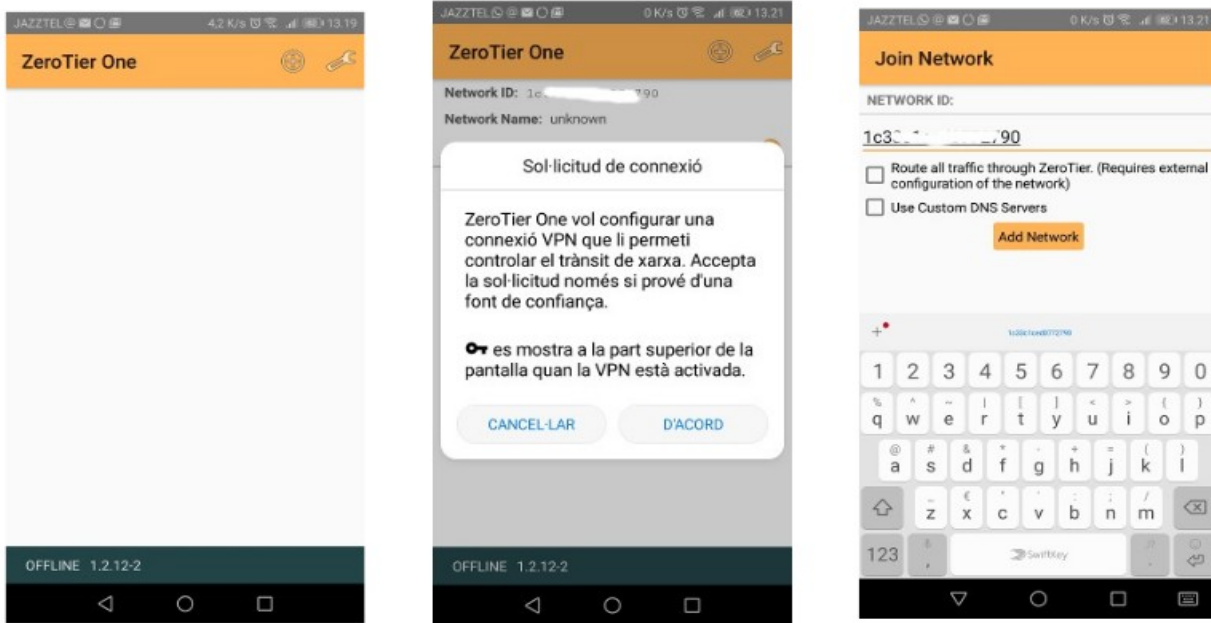 JAZZTEL
4,2 K/s
13.19
ZeroTier One
OFFLINE 1.2.12-2
JAZZTEL
0 K/s
13.21
ZeroTier One
Network ID: 1c 790
Network Name: unknown
Sol·licitud de connexió
ZeroTier One vol configurar una
connexió VPN que li permeti
controlar el trànsit de xarxa. Accepta
la sol·licitud només si prové d'una
font de confiança.
es mostra a la part superior de la
pantalla quan la VPN està activada.
CANCEL·LAR D'ACORD
OFFLINE 1.2.12-2
JAZZTEL
0 K/s
13.21
Join Network
NETWORK ID:
1c3 90
Route all traffic through ZeroTier. (Requires external
configuration of the network)
Use Custom DNS Servers
Add Network
1 2 3 4 5 6 7 8 9 0
q w e r t y u i o p
a s d f g h j k l
z x c v b n m
123 , SwiftKey .